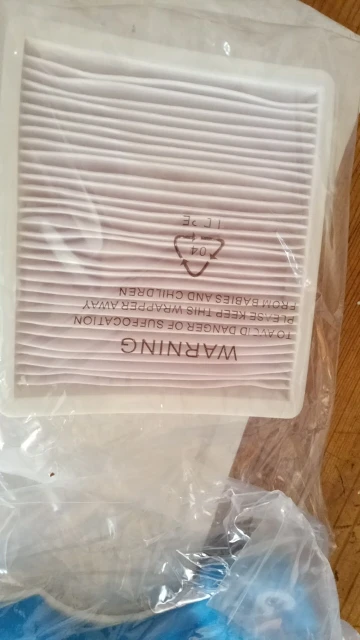 WARNING
TO AVOID DANGER OF SUFFOCATION
PLEASE KEEP THIS WRAPPER AWAY
FROM BABIES AND CHILDREN
04